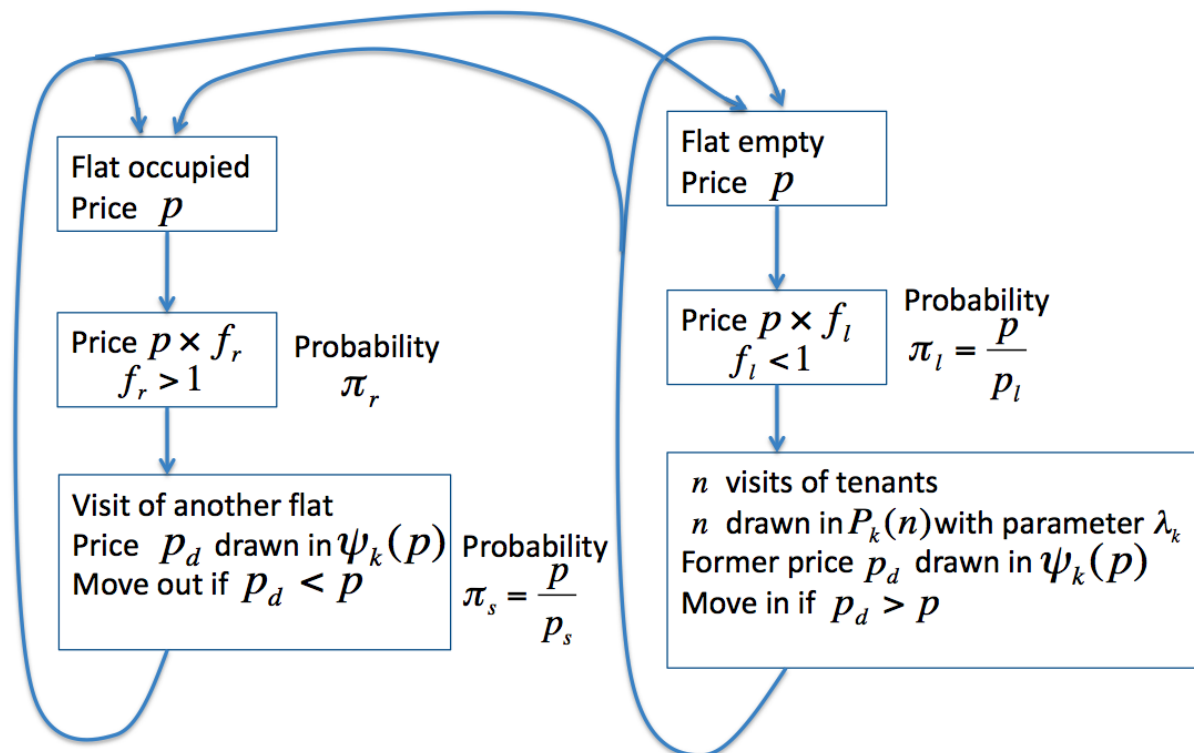 Flat occupied
Price p
Price p × f_r
f_r > 1
Probability
π_r
Visit of another flat
Price p_d drawn in ψ_k(p)
Move out if p_d < p
Probability
π_s = p / p_s
Flat empty
Price p
Price p × f_l
f_l < 1
Probability
π_l = p / p_l
n visits of tenants
n drawn in P_k(n) with parameter λ_k
Former price p_d drawn in ψ_k(p)
Move in if p_d > p